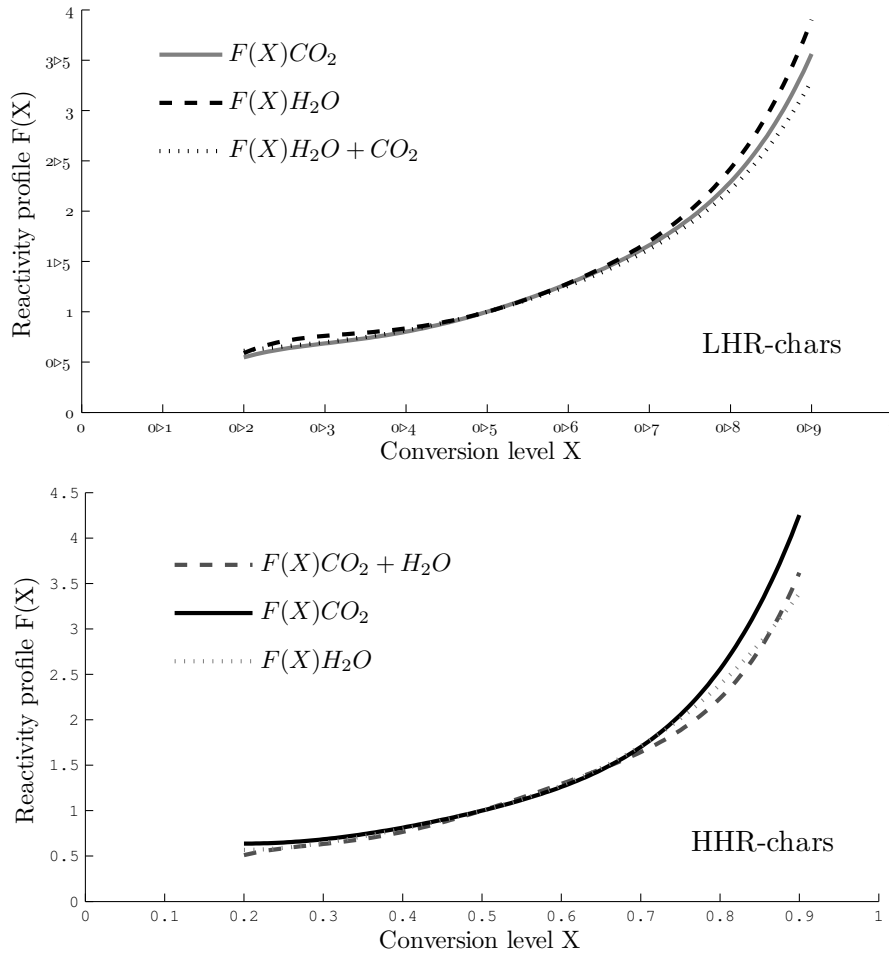 4
3▷5
3
2▷5
2
1▷5
1
0▷5
0
Reactivity profile F(X)
F(X)CO₂
F(X)H₂O
F(X)H₂O + CO₂
LHR-chars
0 0▷1 0▷2 0▷3 0▷4 0▷5 0▷6 0▷7 0▷8 0▷9
Conversion level X
4.5
4
3.5
3
2.5
2
1.5
1
0.5
0
Reactivity profile F(X)
F(X)CO₂ + H₂O
F(X)CO₂
F(X)H₂O
HHR-chars
0 0.1 0.2 0.3 0.4 0.5 0.6 0.7 0.8 0.9 1
Conversion level X